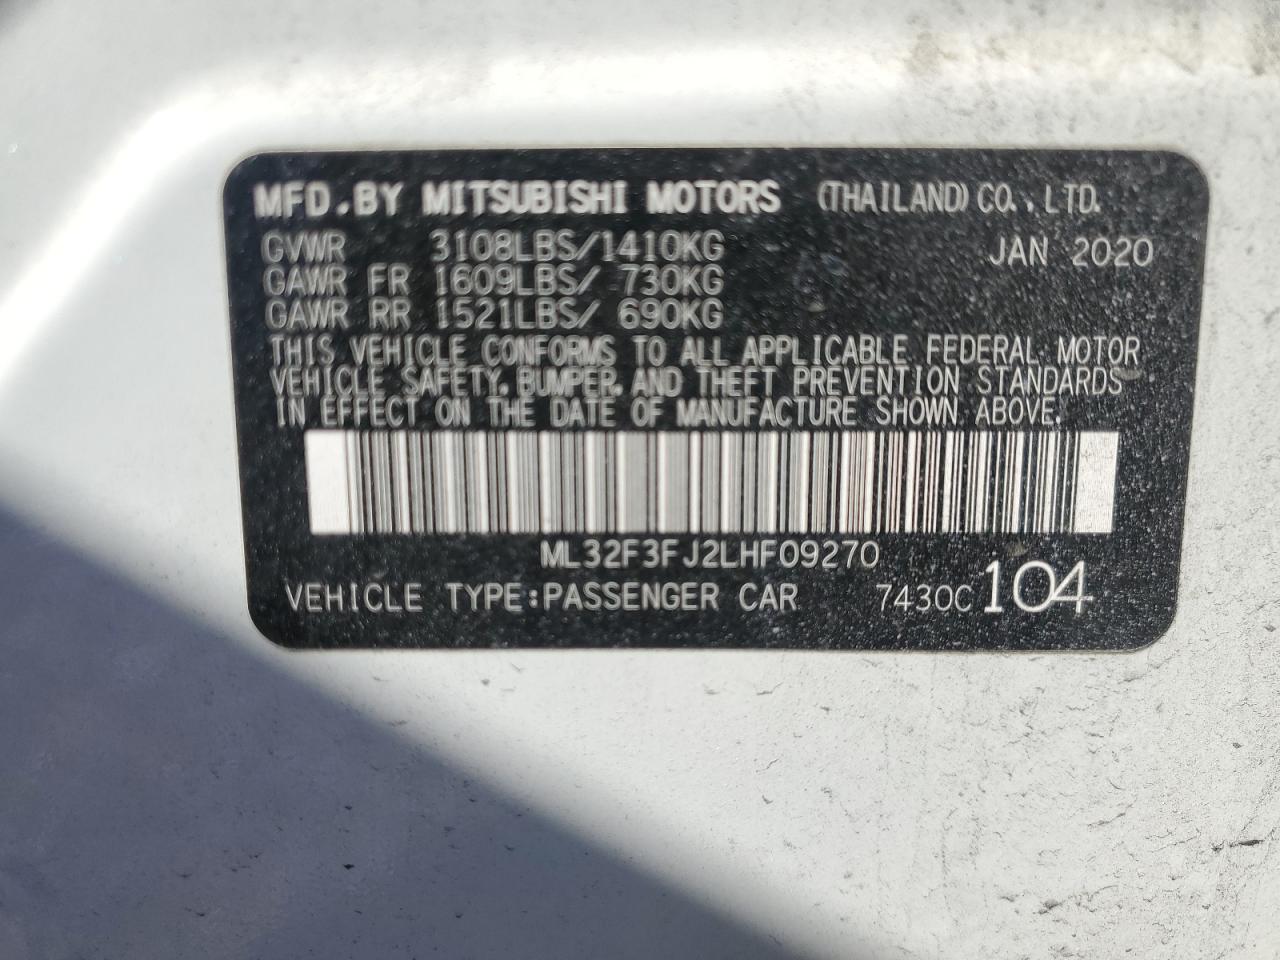 MFD.BY MITSUBISHI MOTORS (THAILAND) CO.,LTD.
GVWR 3108LBS/1410KG JAN 2020
GAWR FR 1609LBS/ 730KG
GAWR RR 1521LBS/ 690KG
THIS VEHICLE CONFORMS TO ALL APPLICABLE FEDERAL MOTOR
VEHICLE SAFETY, BUMPER, AND THEFT PREVENTION STANDARDS
IN EFFECT ON THE DATE OF MANUFACTURE SHOWN ABOVE.
ML32F3FJ2LHF09270
VEHICLE TYPE:PASSENGER CAR 7430C 104